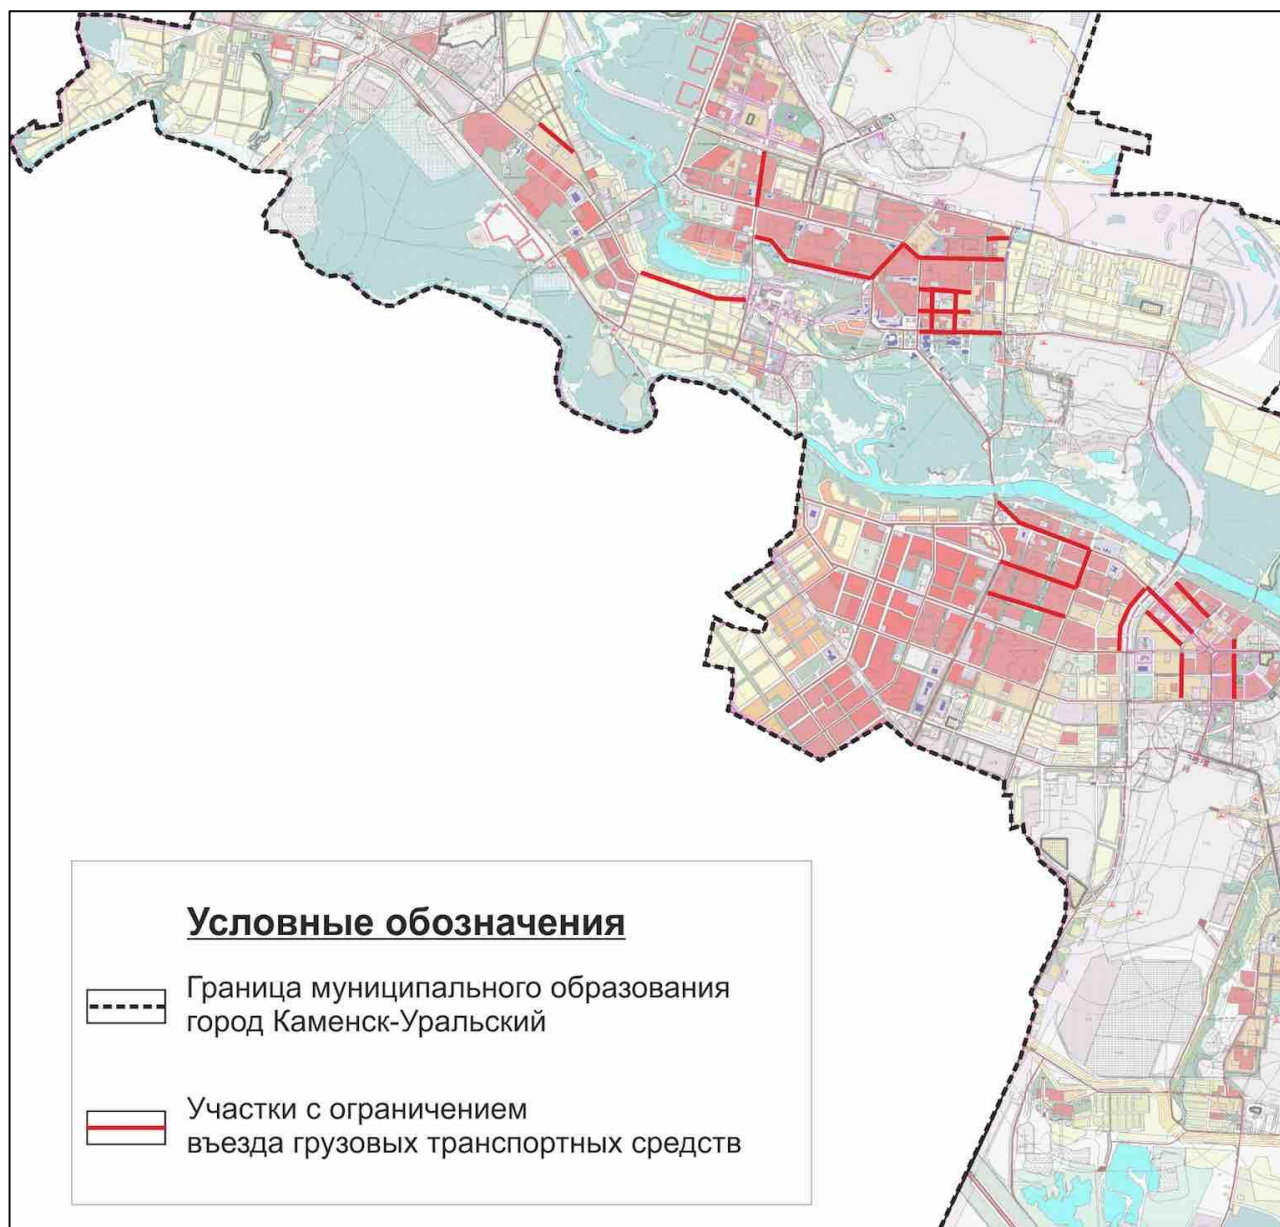 Условные обозначения
Граница муниципального образования
город Каменск-Уральский
Участки с ограничением
въезда грузовых транспортных средств